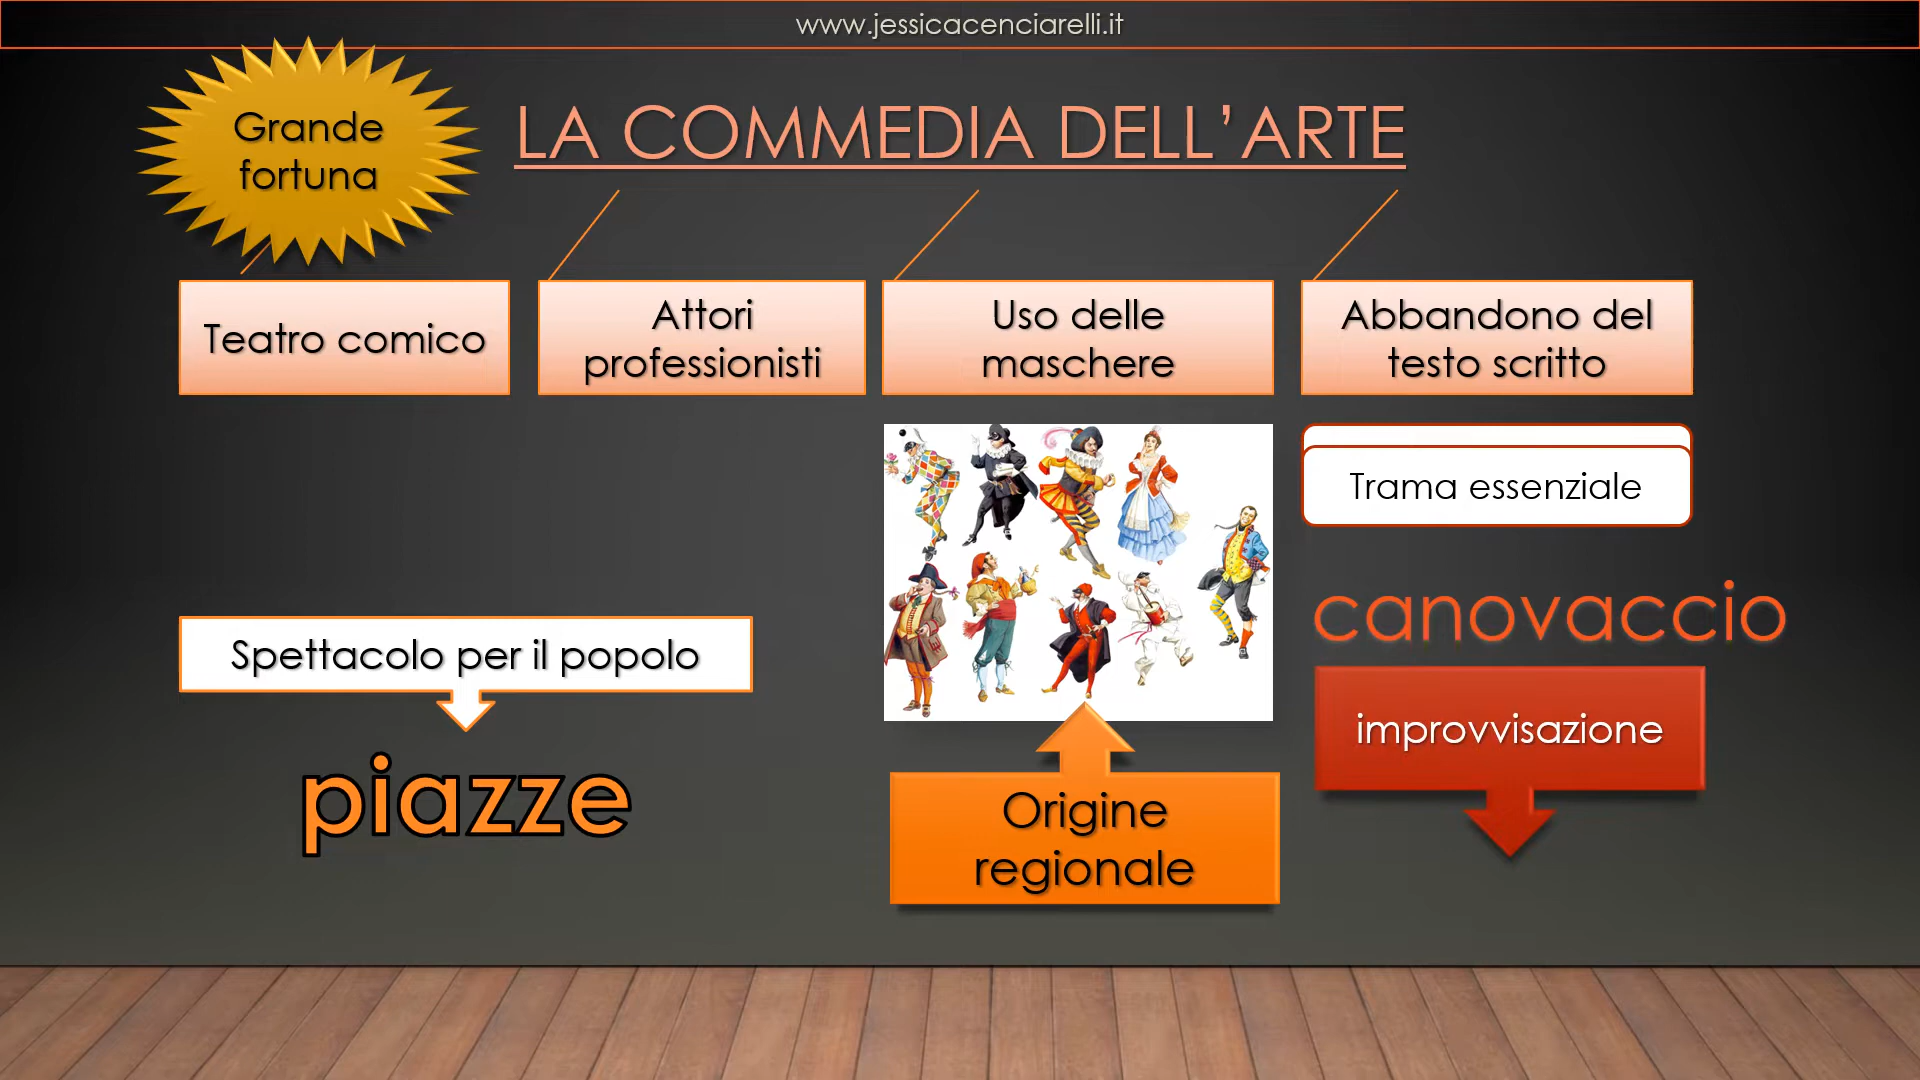 www.jessicacenciarelli.it
Grande
fortuna
LA COMMEDIA DELL’ARTE
Teatro comico
Attori
professionisti
Uso delle
maschere
Abbandono del
testo scritto
Trama essenziale
canovaccio
improvvisazione
Spettacolo per il popolo
piazze
Origine
regionale